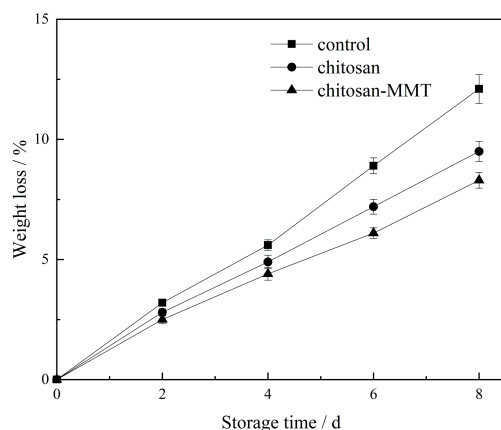 15
control
chitosan
chitosan-MMT
10
5
0
Weight loss / %
0 2 4 6 8
Storage time / d